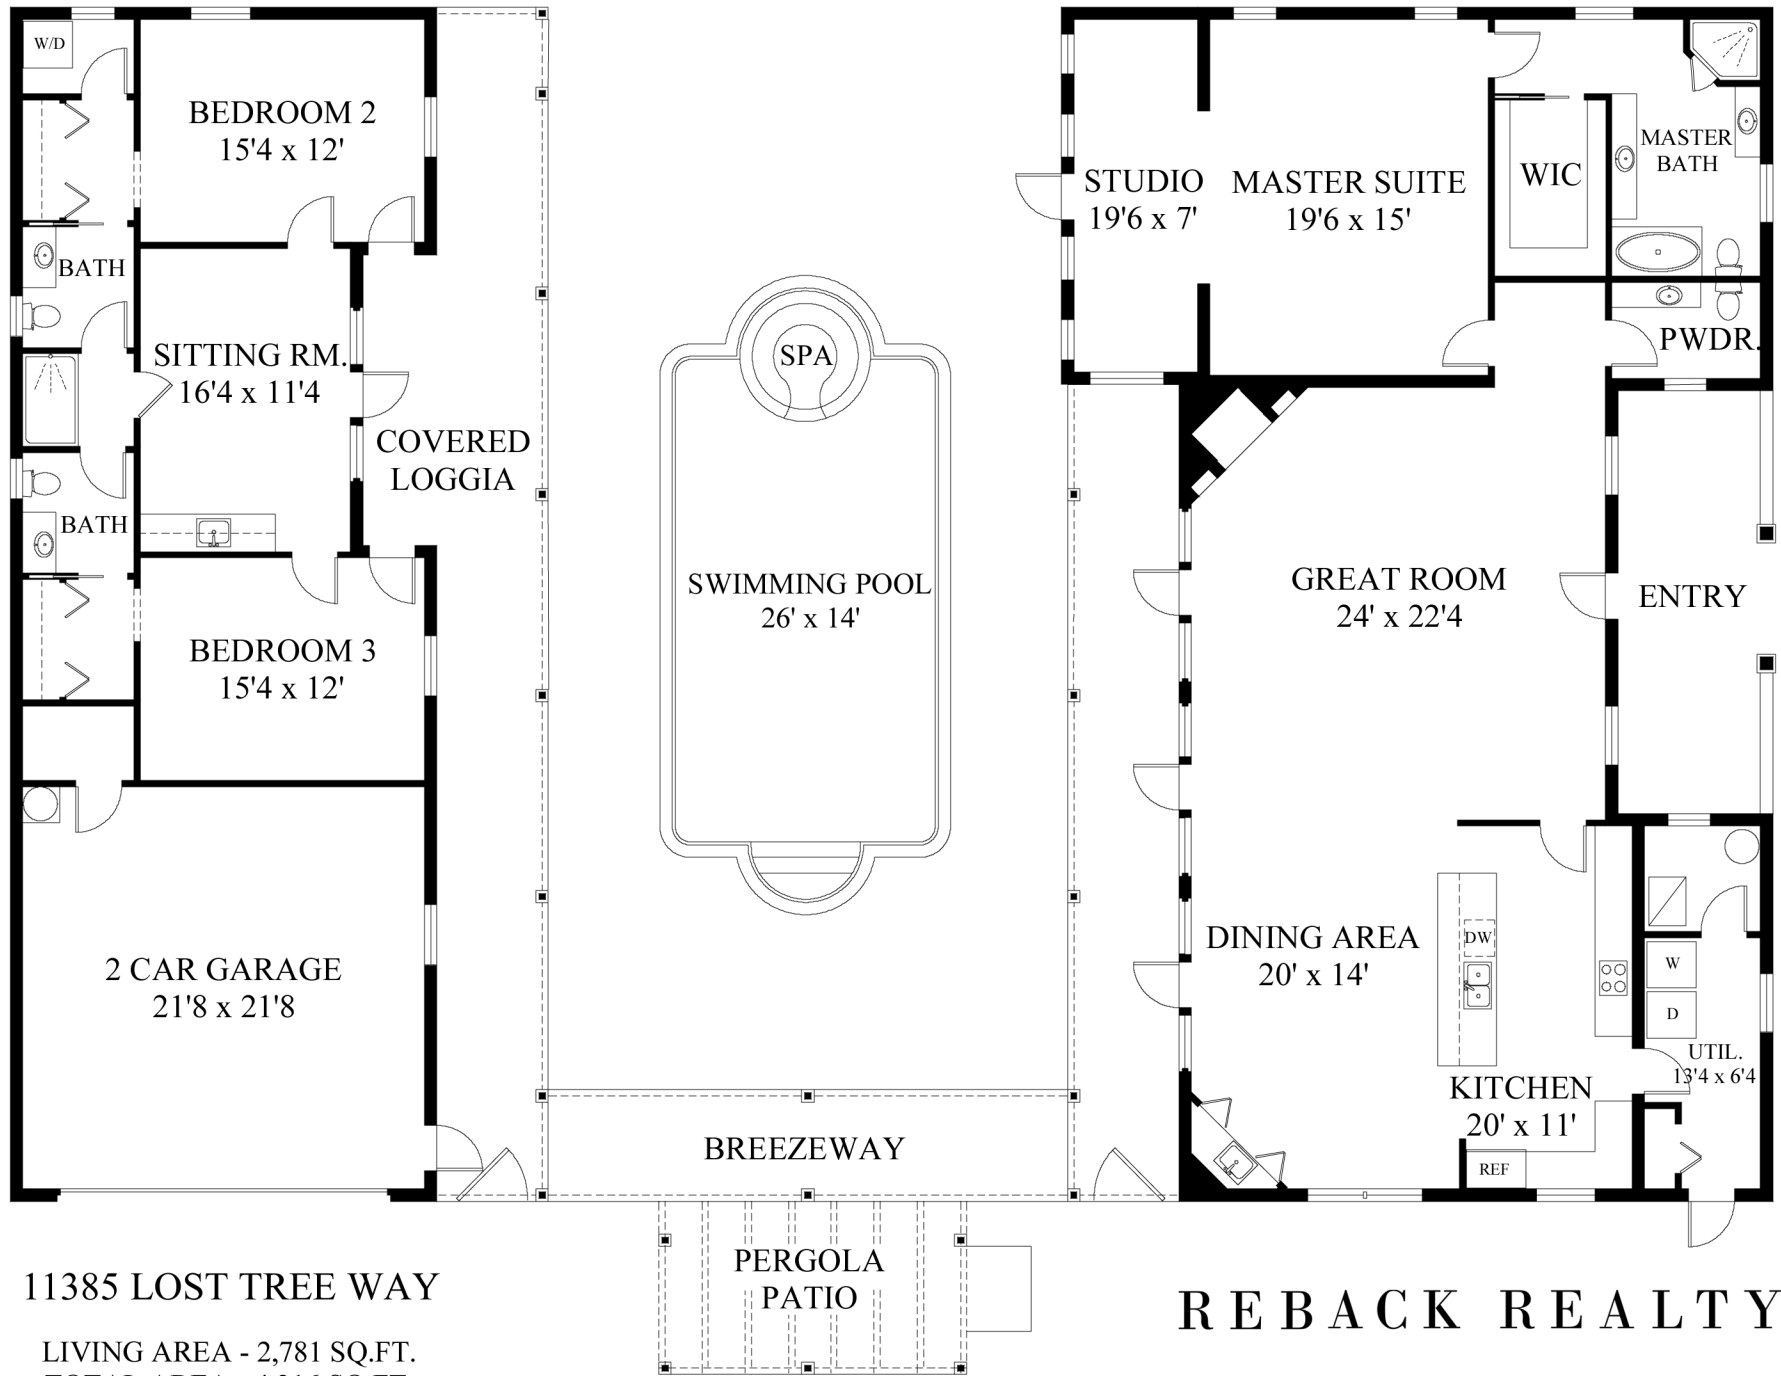 W/D
BEDROOM 2
15'4 x 12'
BATH
SITTING RM.
16'4 x 11'4
COVERED
LOGGIA
BATH
BEDROOM 3
15'4 x 12'
2 CAR GARAGE
21'8 x 21'8
SPA
SWIMMING POOL
26' x 14'
BREEZEWAY
PERGOLA
PATIO
STUDIO
19'6 x 7'
MASTER SUITE
19'6 x 15'
WIC
MASTER
BATH
PWDR.
GREAT ROOM
24' x 22'4
ENTRY
DINING AREA
20' x 14'
DW
W
D
UTIL.
13'4 x 6'4
KITCHEN
20' x 11'
REF
11385 LOST TREE WAY
LIVING AREA - 2,781 SQ.FT.
REBACK REALTY